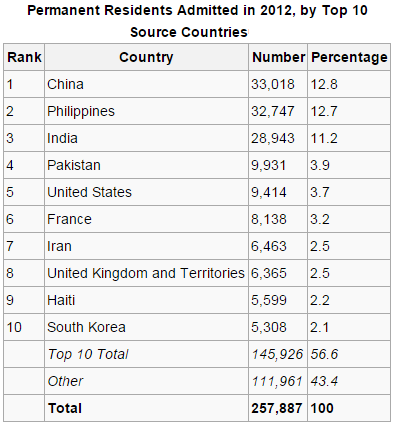 Permanent Residents Admitted in 2012, by Top 10
Source Countries
Rank Country Number Percentage
1 China 33,018 12.8
2 Philippines 32,747 12.7
3 India 28,943 11.2
4 Pakistan 9,931 3.9
5 United States 9,414 3.7
6 France 8,138 3.2
7 Iran 6,463 2.5
8 United Kingdom and Territories 6,365 2.5
9 Haiti 5,599 2.2
10 South Korea 5,308 2.1
Top 10 Total 145,926 56.6
Other 111,961 43.4
Total 257,887 100